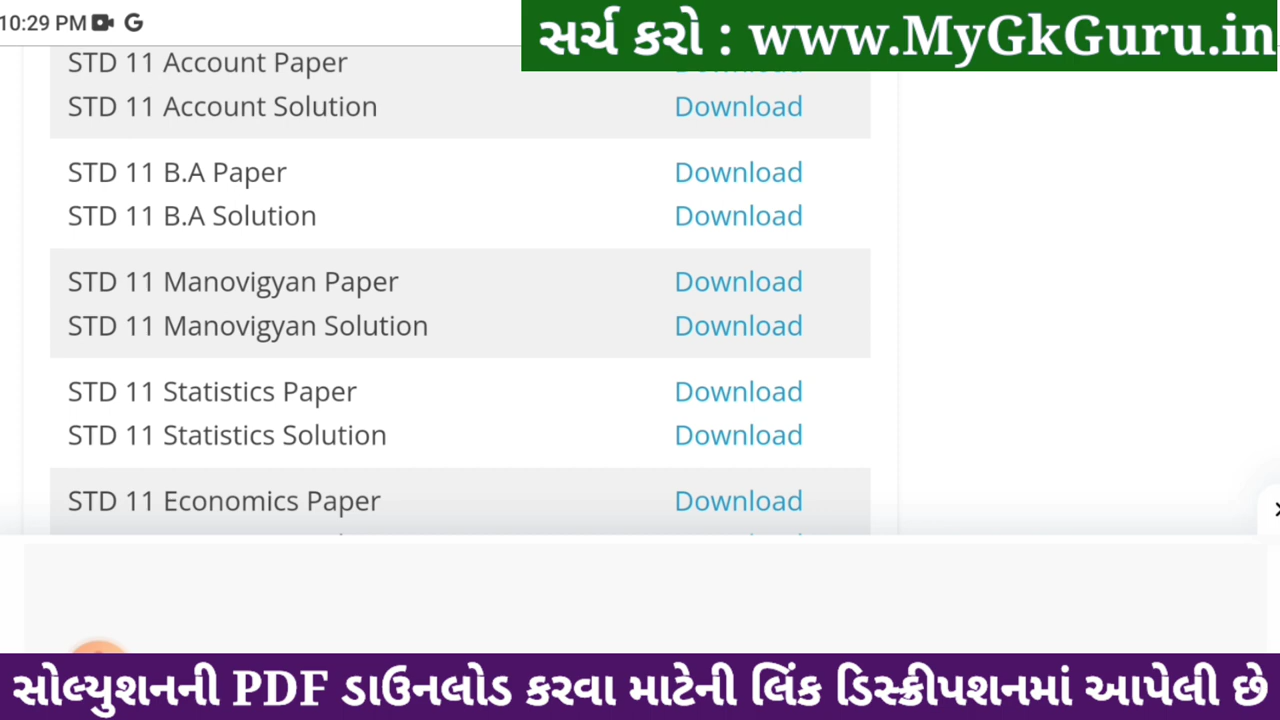 10:29 PM
સર્ચ કરો : www.MyGkGuru.in
STD 11 Account Paper
STD 11 Account Solution Download
STD 11 B.A Paper Download
STD 11 B.A Solution Download
STD 11 Manovigyan Paper Download
STD 11 Manovigyan Solution Download
STD 11 Statistics Paper Download
STD 11 Statistics Solution Download
STD 11 Economics Paper Download
સોલ્યુશનની PDF ડાઉનલોડ કરવા માટેની લિંક ડિસ્ક્રીપશનમાં આપેલી છે